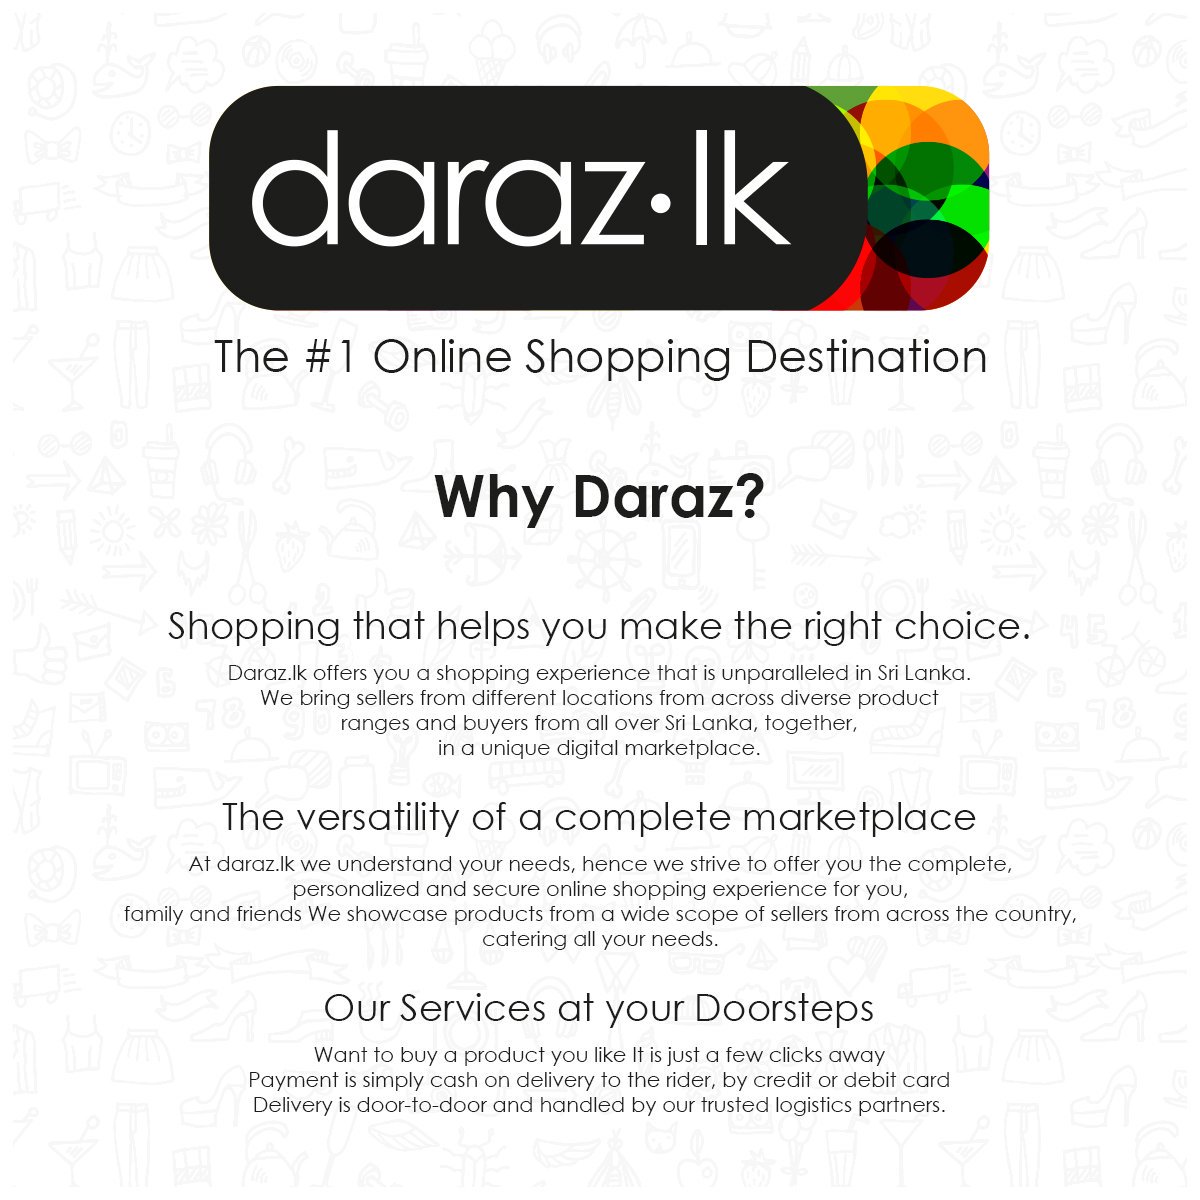 daraz.lk
The #1 Online Shopping Destination
Why Daraz?
Shopping that helps you make the right choice.
Daraz.lk offers you a shopping experience that is unparalleled in Sri Lanka.
We bring sellers from different locations from across diverse product
ranges and buyers from all over Sri Lanka, together,
in a unique digital marketplace.
The versatility of a complete marketplace
At daraz.lk we understand your needs, hence we strive to offer you the complete,
personalized and secure online shopping experience for you,
family and friends We showcase products from a wide scope of sellers from across the country,
catering all your needs.
Our Services at your Doorsteps
Want to buy a product you like It is just a few clicks away
Payment is simply cash on delivery to the rider, by credit or debit card
Delivery is door-to-door and handled by our trusted logistics partners.